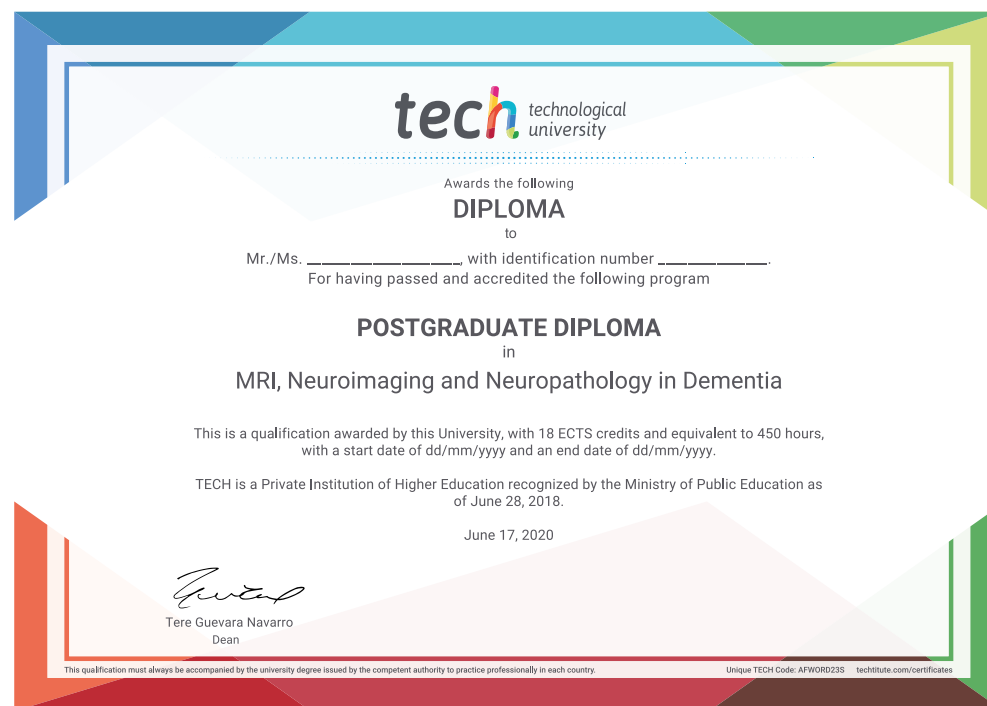 tech technological
university
Awards the following
DIPLOMA
to
Mr./Ms. ____________________, with identification number ______________.
For having passed and accredited the following program
POSTGRADUATE DIPLOMA
in
MRI, Neuroimaging and Neuropathology in Dementia
This is a qualification awarded by this University, with 18 ECTS credits and equivalent to 450 hours,
with a start date of dd/mm/yyyy and an end date of dd/mm/yyyy.
TECH is a Private Institution of Higher Education recognized by the Ministry of Public Education as
of June 28, 2018.
June 17, 2020
Tere Guevara Navarro
Dean
This qualification must always be accompanied by the university degree issued by the competent authority to practice professionally in each country. Unique TECH Code: AFWORD23S techtitute.com/certificates